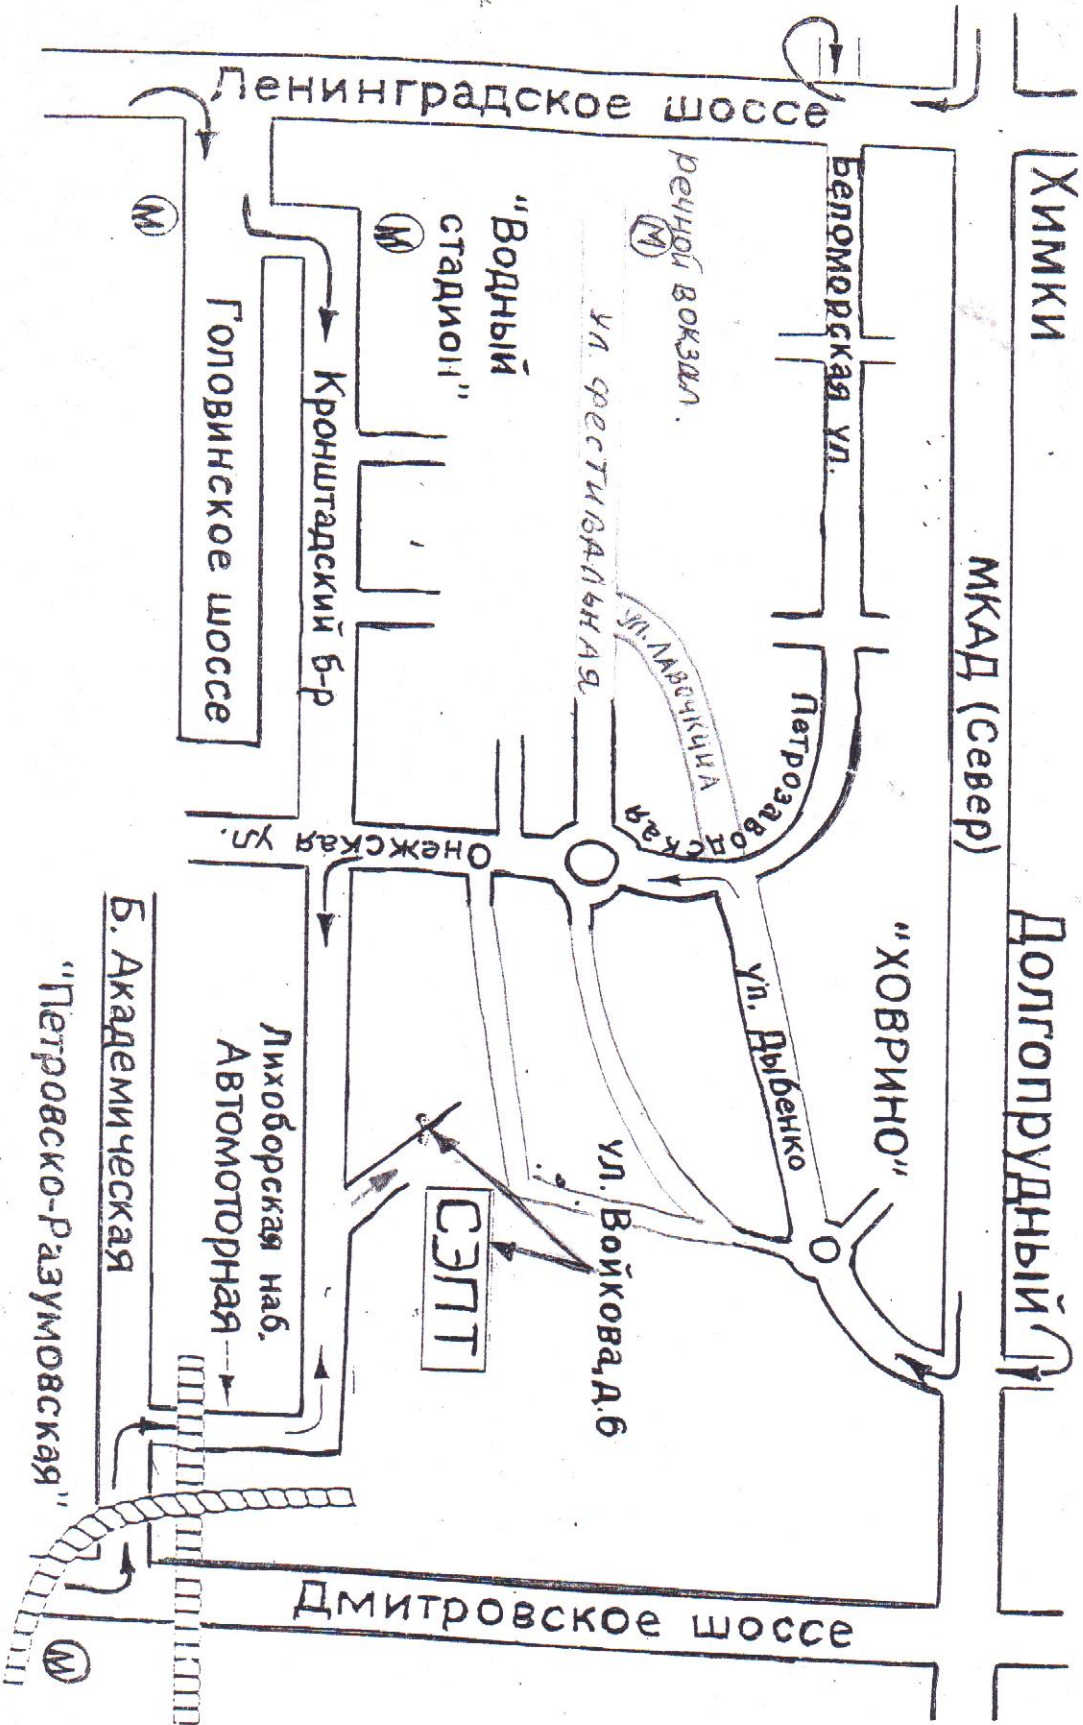 Химки
Долгопрудный
МКАД (Север)
"ХОВРИНО"
Ленинградское шоссе
Беломорская ул.
Петрозаводская
ул. Дыбенко
речной вокзал.
М
ул. Лавочкина
ул. фестивальная
"Водный
стадион"
М
ул. Войкова, д.6
СЭПТ
Онежская ул.
Кронштадский б-р
Головинское шоссе
М
Лихоборская наб.
Автомоторная
Б. Академическая
"Петровско-Разумовская"
М
Дмитровское шоссе